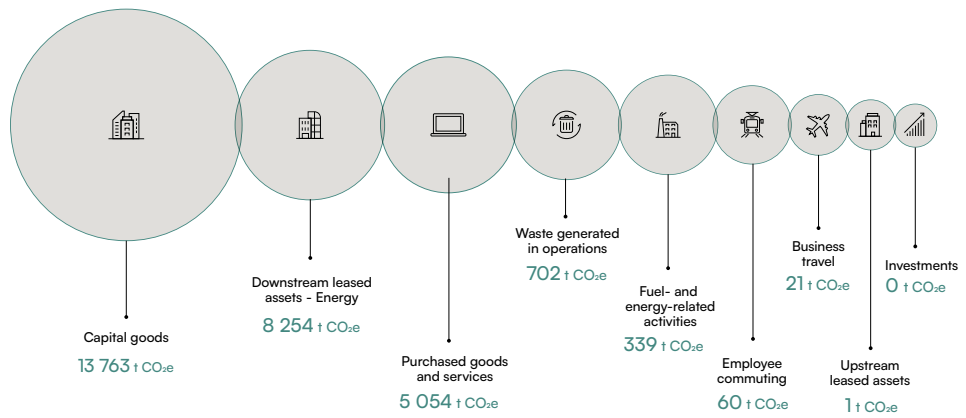 Capital goods
13 763 t CO₂e
Downstream leased
assets - Energy
8 254 t CO₂e
Purchased goods
and services
5 054 t CO₂e
Waste generated
in operations
702 t CO₂e
Fuel- and
energy-related
activities
339 t CO₂e
Employee
commuting
60 t CO₂e
Business
travel
21 t CO₂e
Upstream
leased assets
1 t CO₂e
Investments
0 t CO₂e